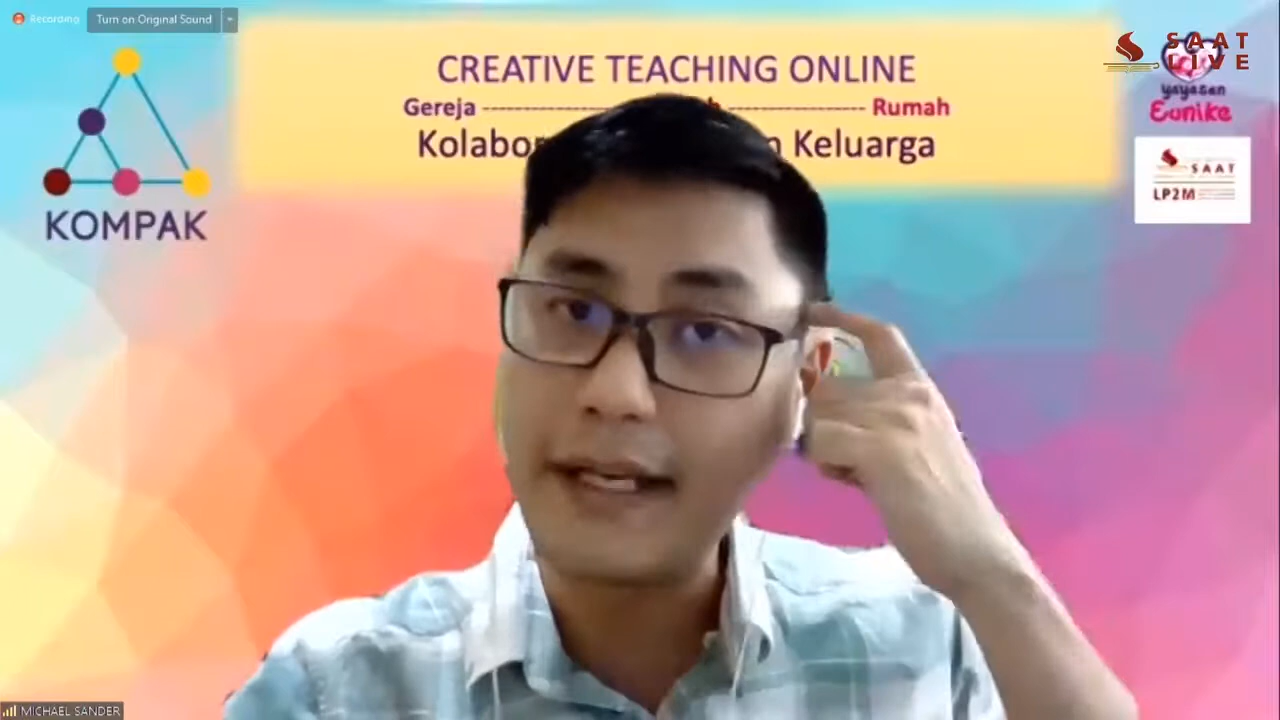 Recording
Turn on Original Sound
CREATIVE TEACHING ONLINE
Gereja ---------------- ---------------- Rumah
Keluarga
KOMPAK
SAAT
LIVE
yayasan
Eunike
SAAT
LP2M
MICHAEL SANDER